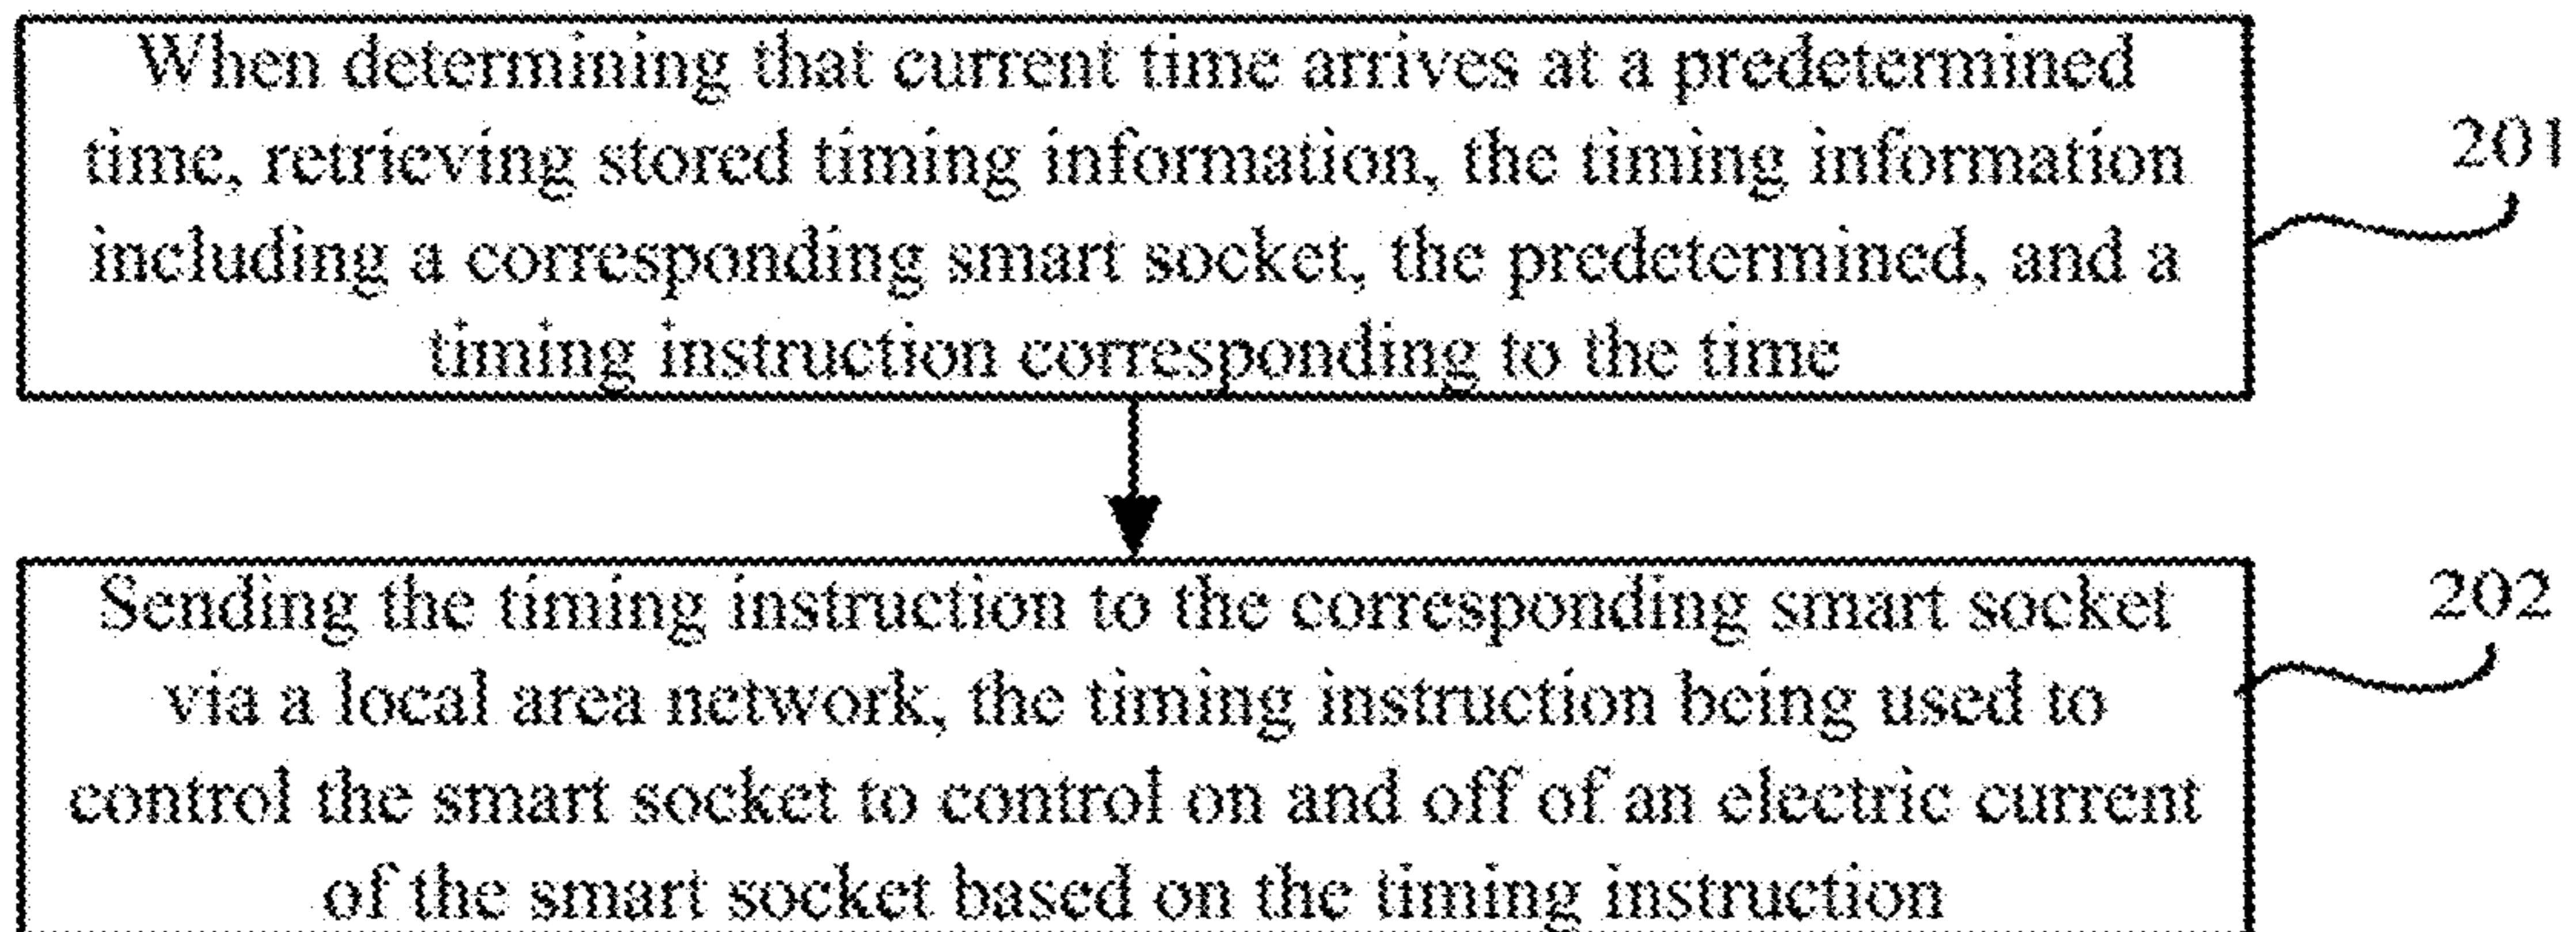 When determining that current time arrives at a predetermined
time, retrieving stored timing information, the timing information
including a corresponding smart socket, the predetermined, and a
timing instruction corresponding to the time
201
Sending the timing instruction to the corresponding smart socket
via a local area network, the timing instruction being used to
control the smart socket to control on and off of an electric current
of the smart socket based on the timing instruction
202